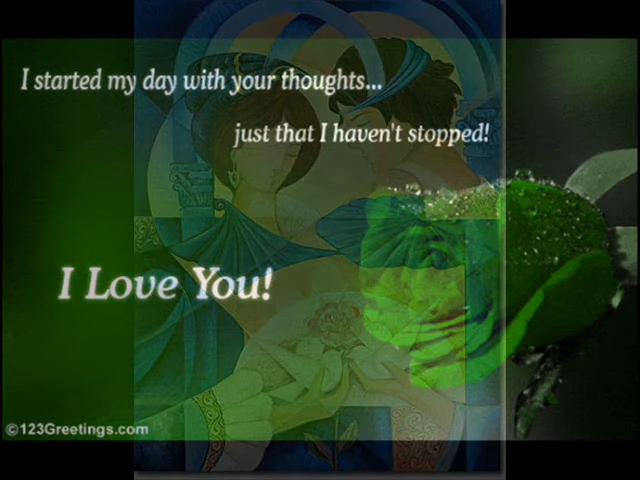 I started my day with your thoughts...
just that I haven't stopped!
I Love You!
©123Greetings.com